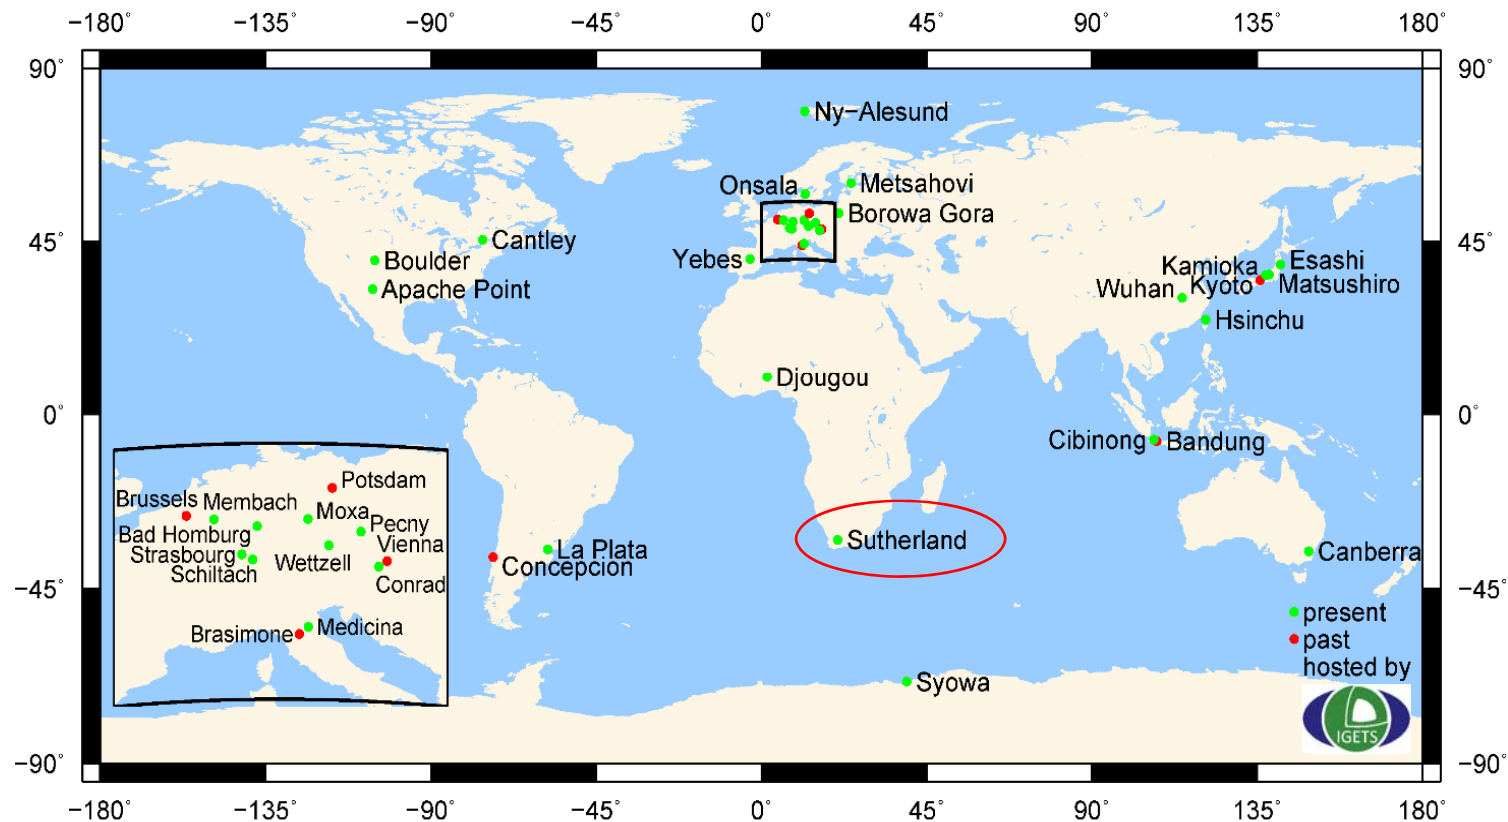 −180° −135° −90° −45° 0° 45° 90° 135° 180°
90° 90°
Ny−Alesund
Onsala Metsahovi
Borowa Gora
45° Cantley 45°
Boulder Yebes Kamioka Esashi
Apache Point Wuhan Kyoto Matsushiro
Hsinchu
Djougou
0° 0°
Cibinong Bandung
Potsdam
Brussels Membach
Moxa
Bad Homburg Pecny
Strasbourg Wettzell Vienna
Schiltach
Conrad
Brasimone Medicina
Sutherland
La Plata Canberra
Concepcion
−45° −45°
present
past
hosted by
Syowa
IGETS
−90° −90°
−180° −135° −90° −45° 0° 45° 90° 135° 180°